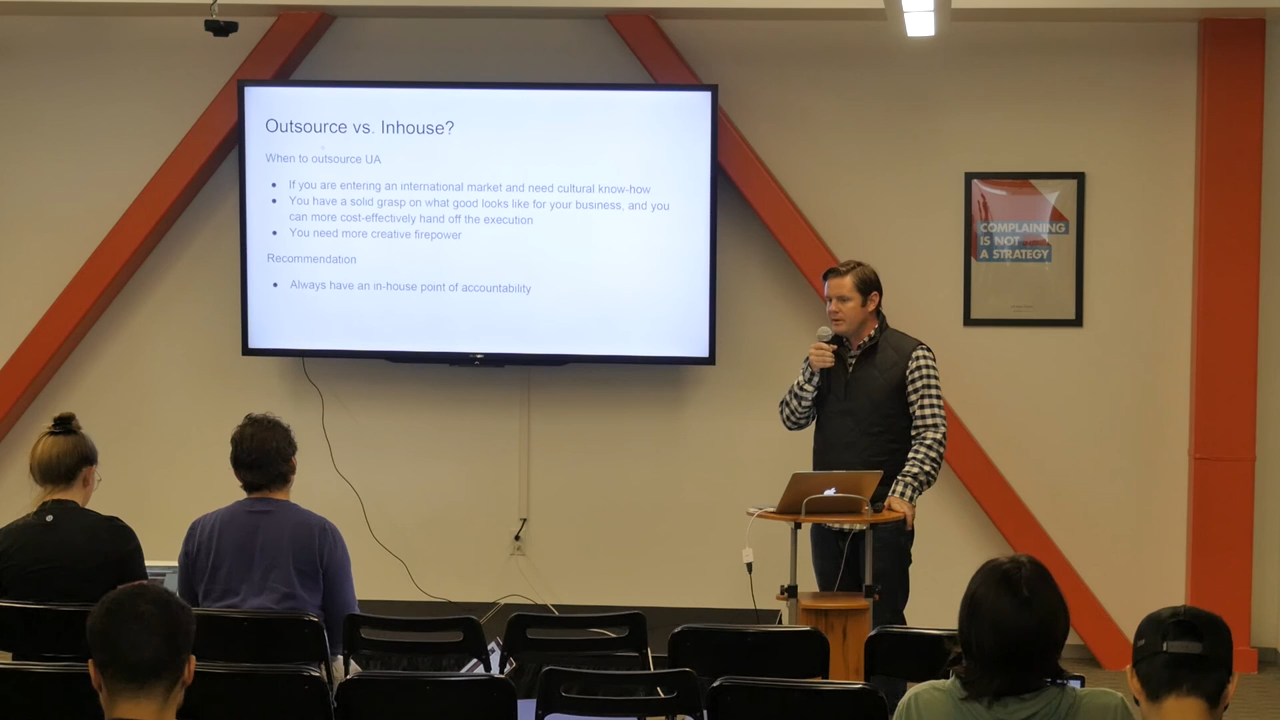 Outsource vs. Inhouse?
When to outsource UA
● If you are entering an international market and need cultural know-how
● You have a solid grasp on what good looks like for your business, and you
can more cost-effectively hand off the execution
● You need more creative firepower
Recommendation
● Always have an in-house point of accountability
COMPLAINING
IS NOT
A STRATEGY